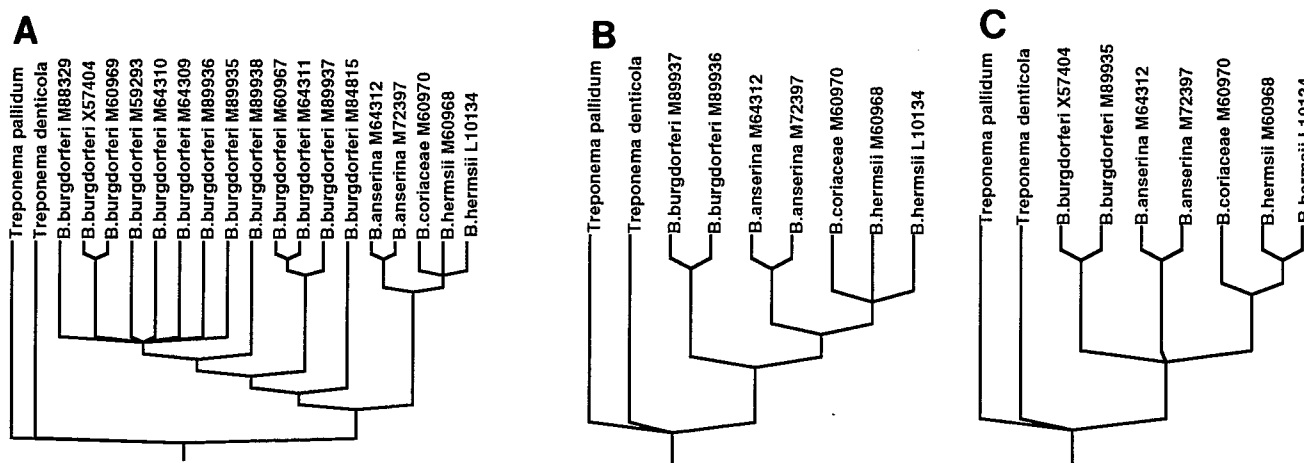 A
Treponema pallidum
Treponema denticola
B.burgdorferi M88329
B.burgdorferi X57404
B.burgdorferi M60969
B.burgdorferi M59293
B.burgdorferi M64310
B.burgdorferi M64309
B.burgdorferi M89936
B.burgdorferi M89935
B.burgdorferi M89938
B.burgdorferi M60967
B.burgdorferi M64311
B.burgdorferi M89937
B.burgdorferi M84815
B.anserina M64312
B.anserina M72397
B.coriaceae M60970
B.hermsii M60968
B.hermsii L10134
B
Treponema pallidum
Treponema denticola
B.burgdorferi M89937
B.burgdorferi M89936
B.anserina M64312
B.anserina M72397
B.coriaceae M60970
B.hermsii M60968
B.hermsii L10134
C
Treponema pallidum
Treponema denticola
B.burgdorferi X57404
B.burgdorferi M89935
B.anserina M64312
B.anserina M72397
B.coriaceae M60970
B.hermsii M60968
B.hermsii L10134